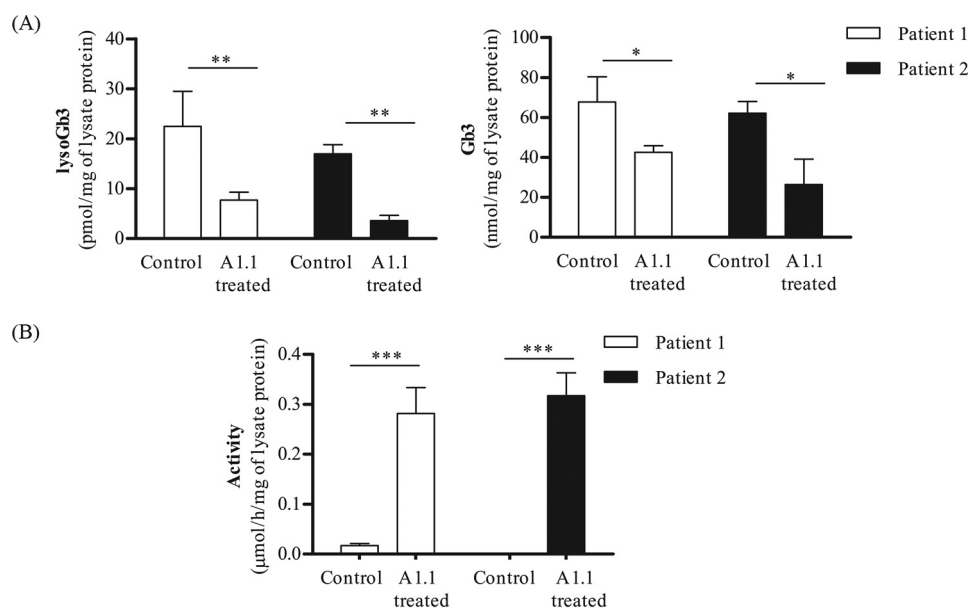 (A)
lysoGb3
(pmol/mg of lysate protein)
40
30
20
10
0
**
**
Control
A1.1
treated
Control
A1.1
treated
Gb3
(nmol/mg of lysate protein)
100
80
60
40
20
0
*
*
Control
A1.1
treated
Control
A1.1
treated
Patient 1
Patient 2
(B)
Activity
(μmol/h/mg of lysate protein)
0.4
0.3
0.2
0.1
0.0
***
***
Control
A1.1
treated
Control
A1.1
treated
Patient 1
Patient 2